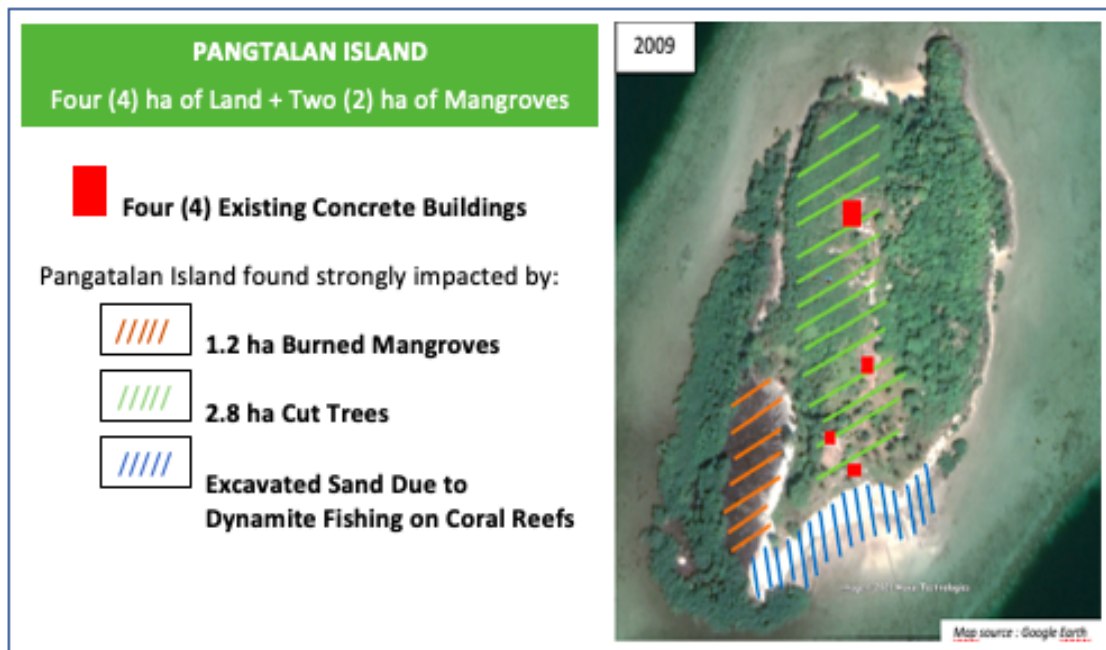 PANGTALAN ISLAND
Four (4) ha of Land + Two (2) ha of Mangroves
Four (4) Existing Concrete Buildings
Pangatalan Island found strongly impacted by:
1.2 ha Burned Mangroves
2.8 ha Cut Trees
Excavated Sand Due to
Dynamite Fishing on Coral Reefs
2009
Map source : Google Earth